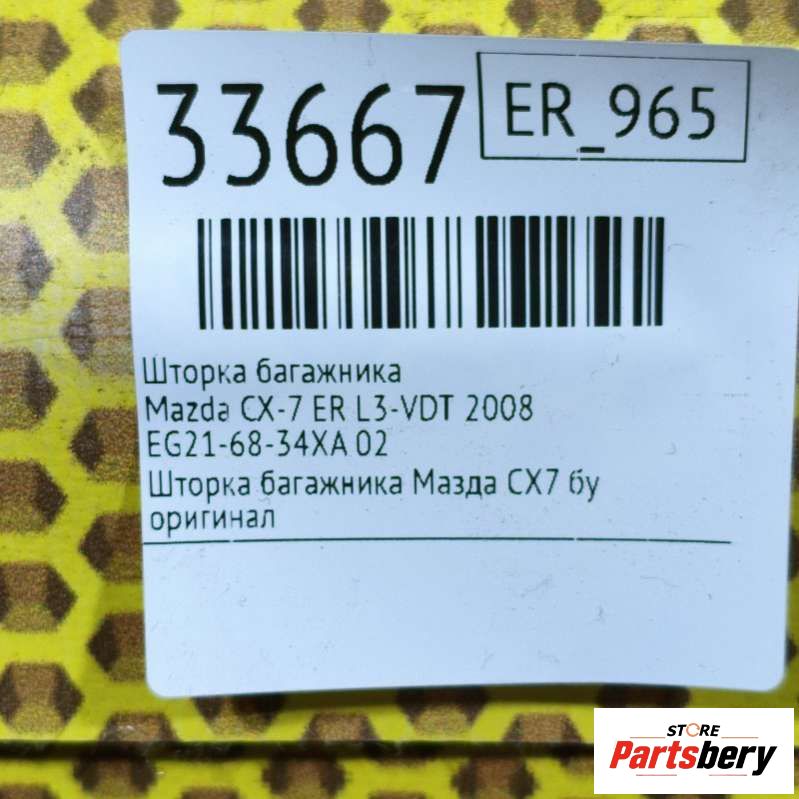 33667
ER_965
Шторка багажника
Mazda CX-7 ER L3-VDT 2008
EG21-68-34XA 02
Шторка багажника Мазда CX7 бу
оригинал
STORE
Partsbery